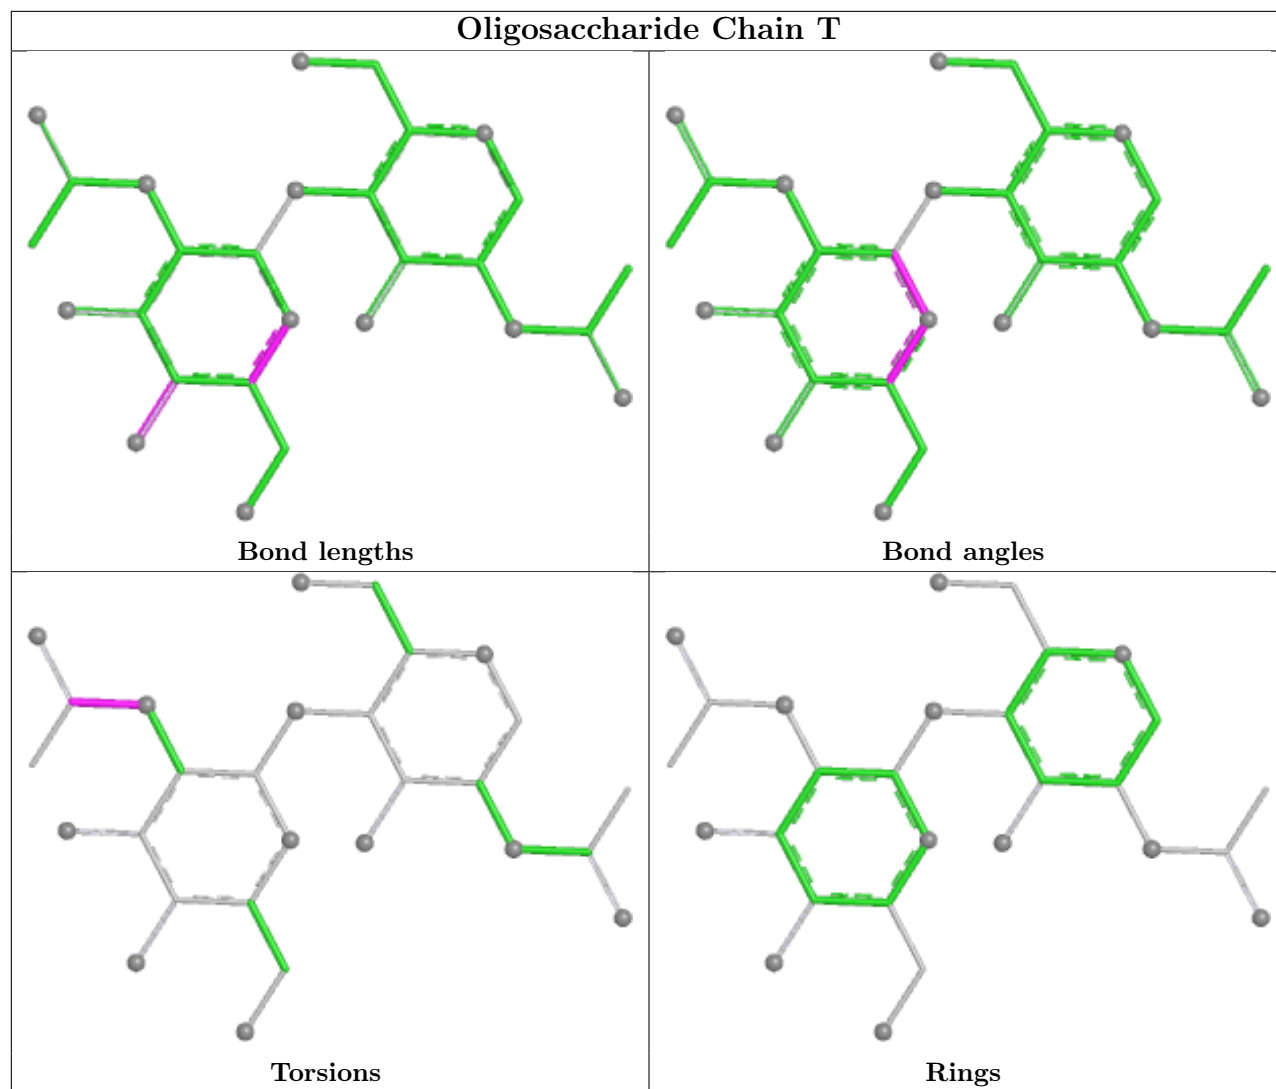 Oligosaccharide Chain T
Bond lengths
Bond angles
Torsions
Rings